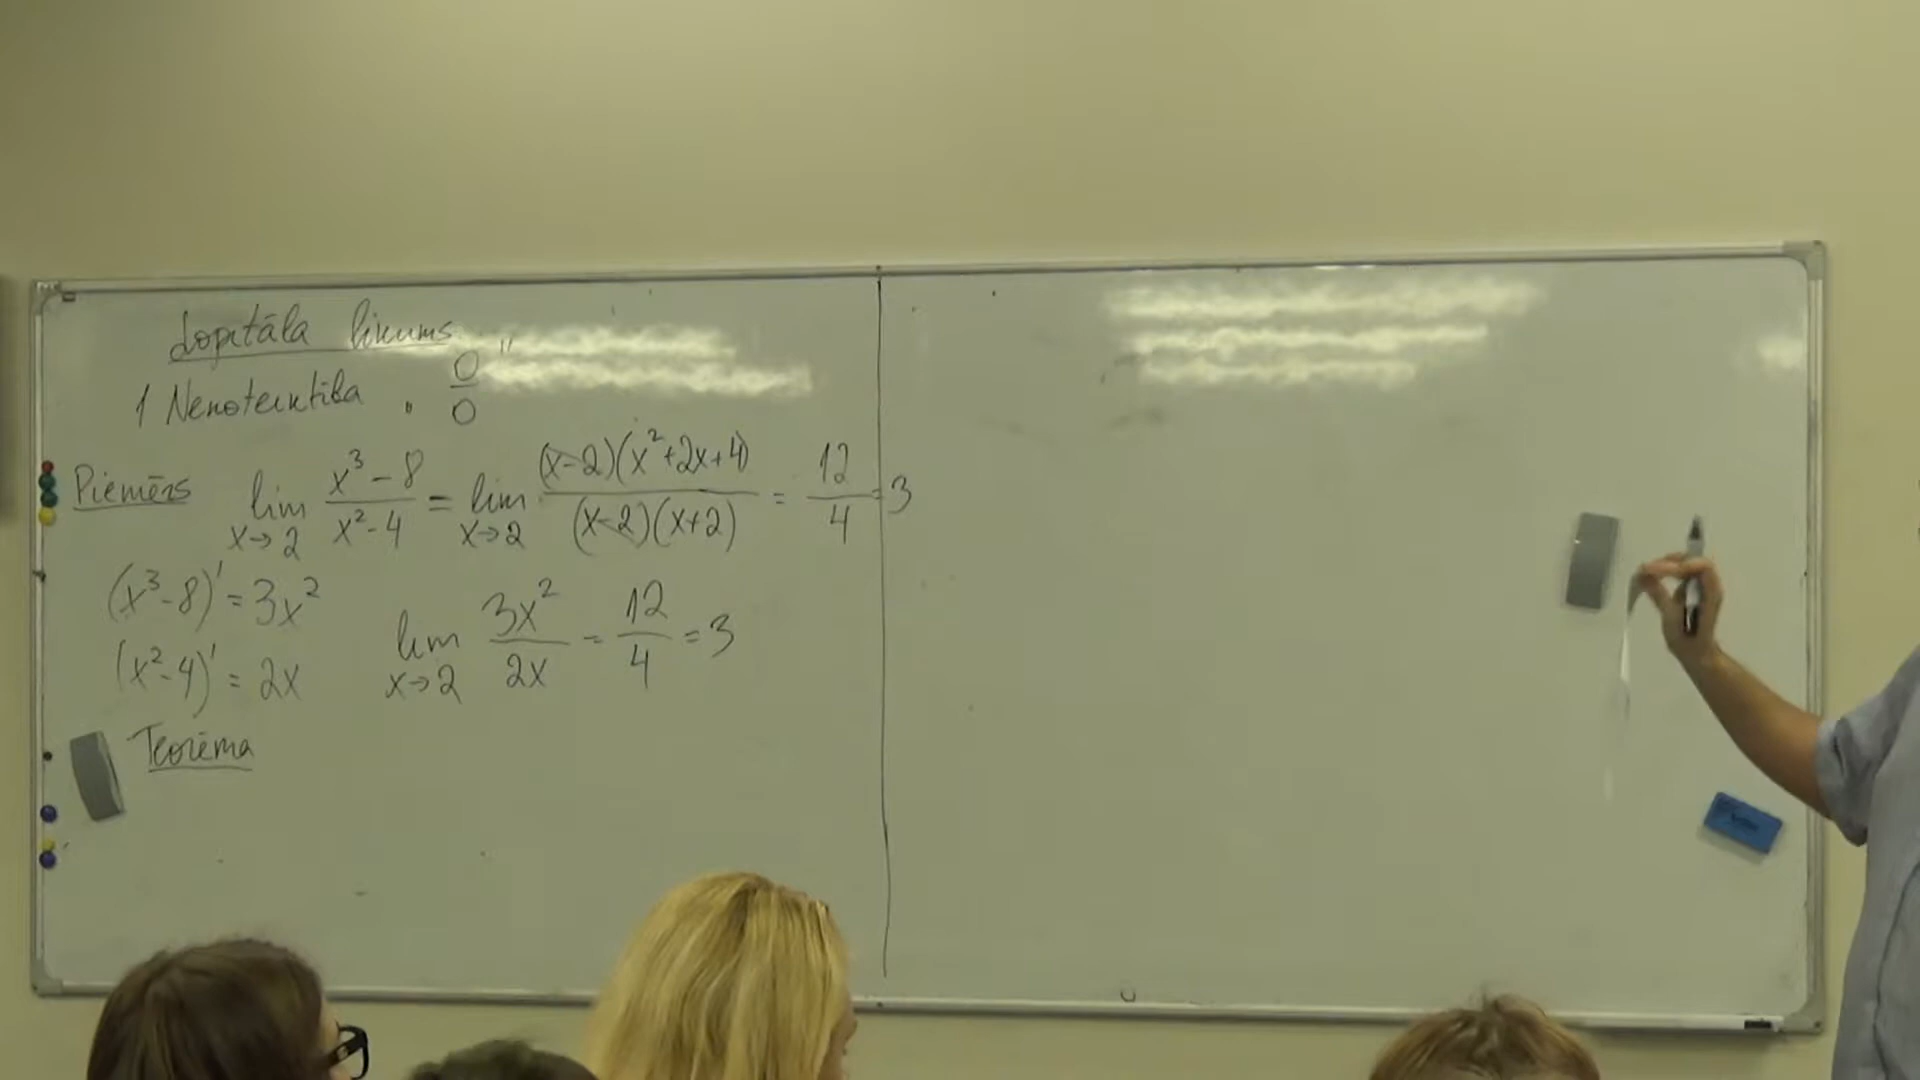 Lopitāla likums
1 Nenoteiktība " 0/0 "
Piemērs lim x→2 (x³-8)/(x²-4) = lim x→2 ((x-2)(x²+2x+4))/((x-2)(x+2)) = 12/4 = 3
(x³-8)' = 3x²
(x²-4)' = 2x
lim x→2 3x²/2x = 12/4 = 3
Teorēma